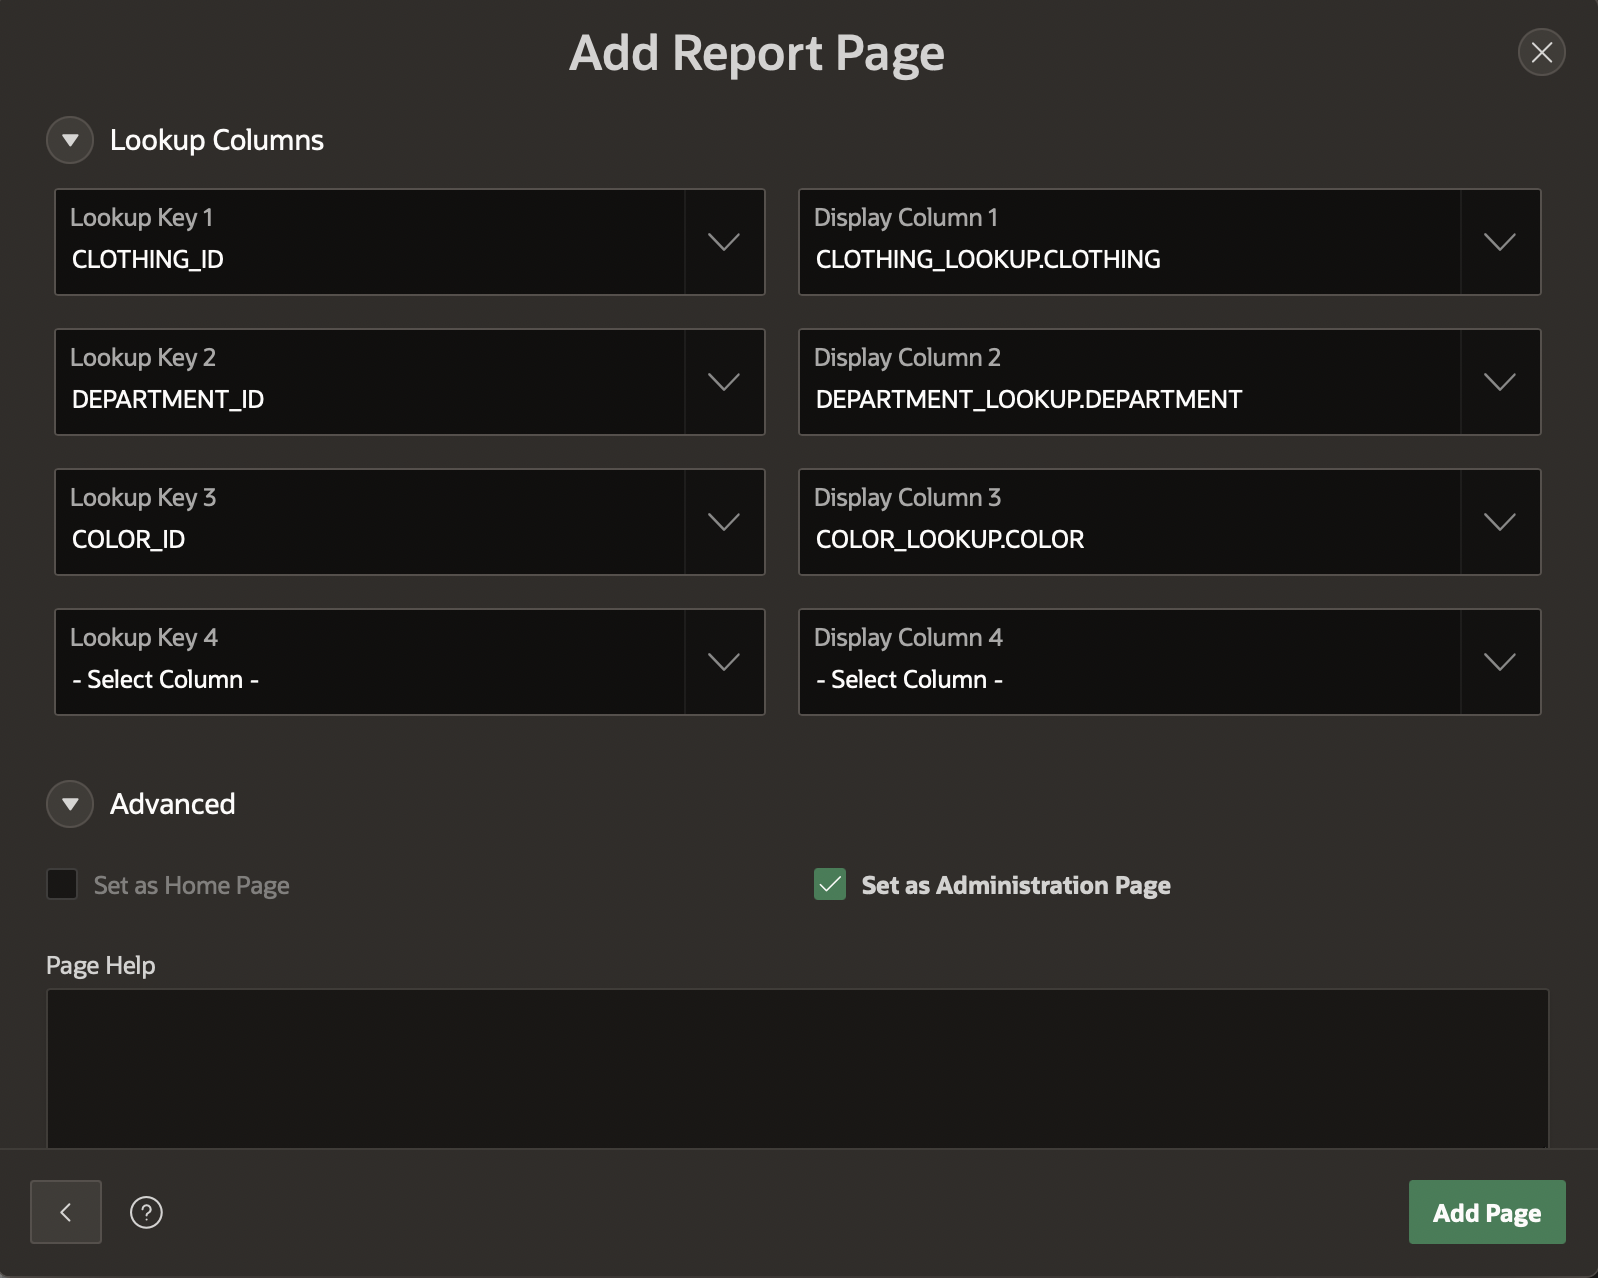 Add Report Page
Lookup Columns
Lookup Key 1
CLOTHING_ID
Display Column 1
CLOTHING_LOOKUP.CLOTHING
Lookup Key 2
DEPARTMENT_ID
Display Column 2
DEPARTMENT_LOOKUP.DEPARTMENT
Lookup Key 3
COLOR_ID
Display Column 3
COLOR_LOOKUP.COLOR
Lookup Key 4
- Select Column -
Display Column 4
- Select Column -
Advanced
Set as Home Page
Set as Administration Page
Page Help
?
Add Page